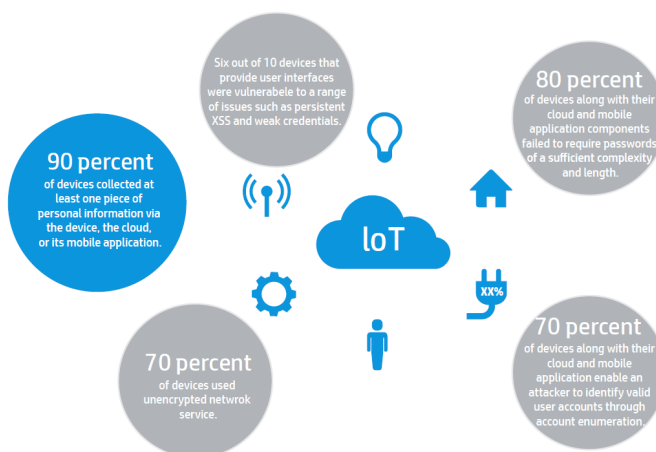 Six out of 10 devices that
provide user interfaces
were vulnerabele to a range
of issues such as persistent
XSS and weak credentials.
80 percent
of devices along with their
cloud and mobile
application components
failed to require passwords
of a sufficient complexity
and length.
90 percent
of devices collected at
least one piece of
personal information via
the device, the cloud,
or its mobile application.
IoT
XX%
70 percent
of devices used
unencrypted netwrok
service.
70 percent
of devices along with their
cloud and mobile
application enable an
attacker to identify valid
user accounts through
account enumeration.